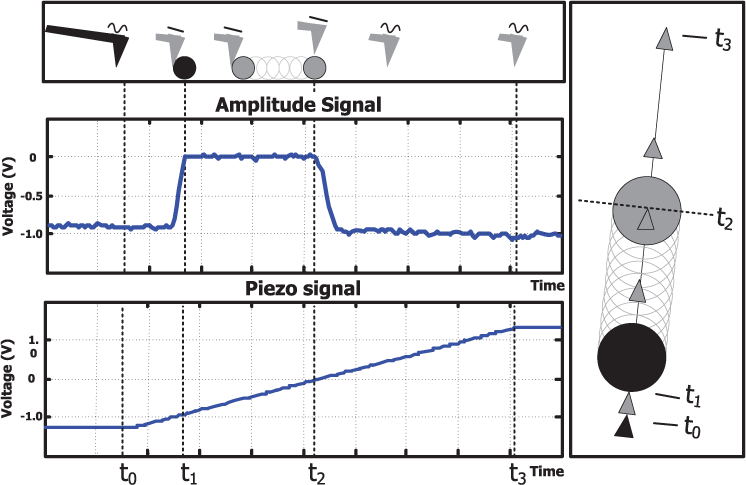 Amplitude Signal
Voltage (V)
0
-0.5
-1.0
Time
Piezo signal
Voltage (V)
1.
0
0
-1.0
t0
t1
t2
t3
Time
t3
t2
t1
t0